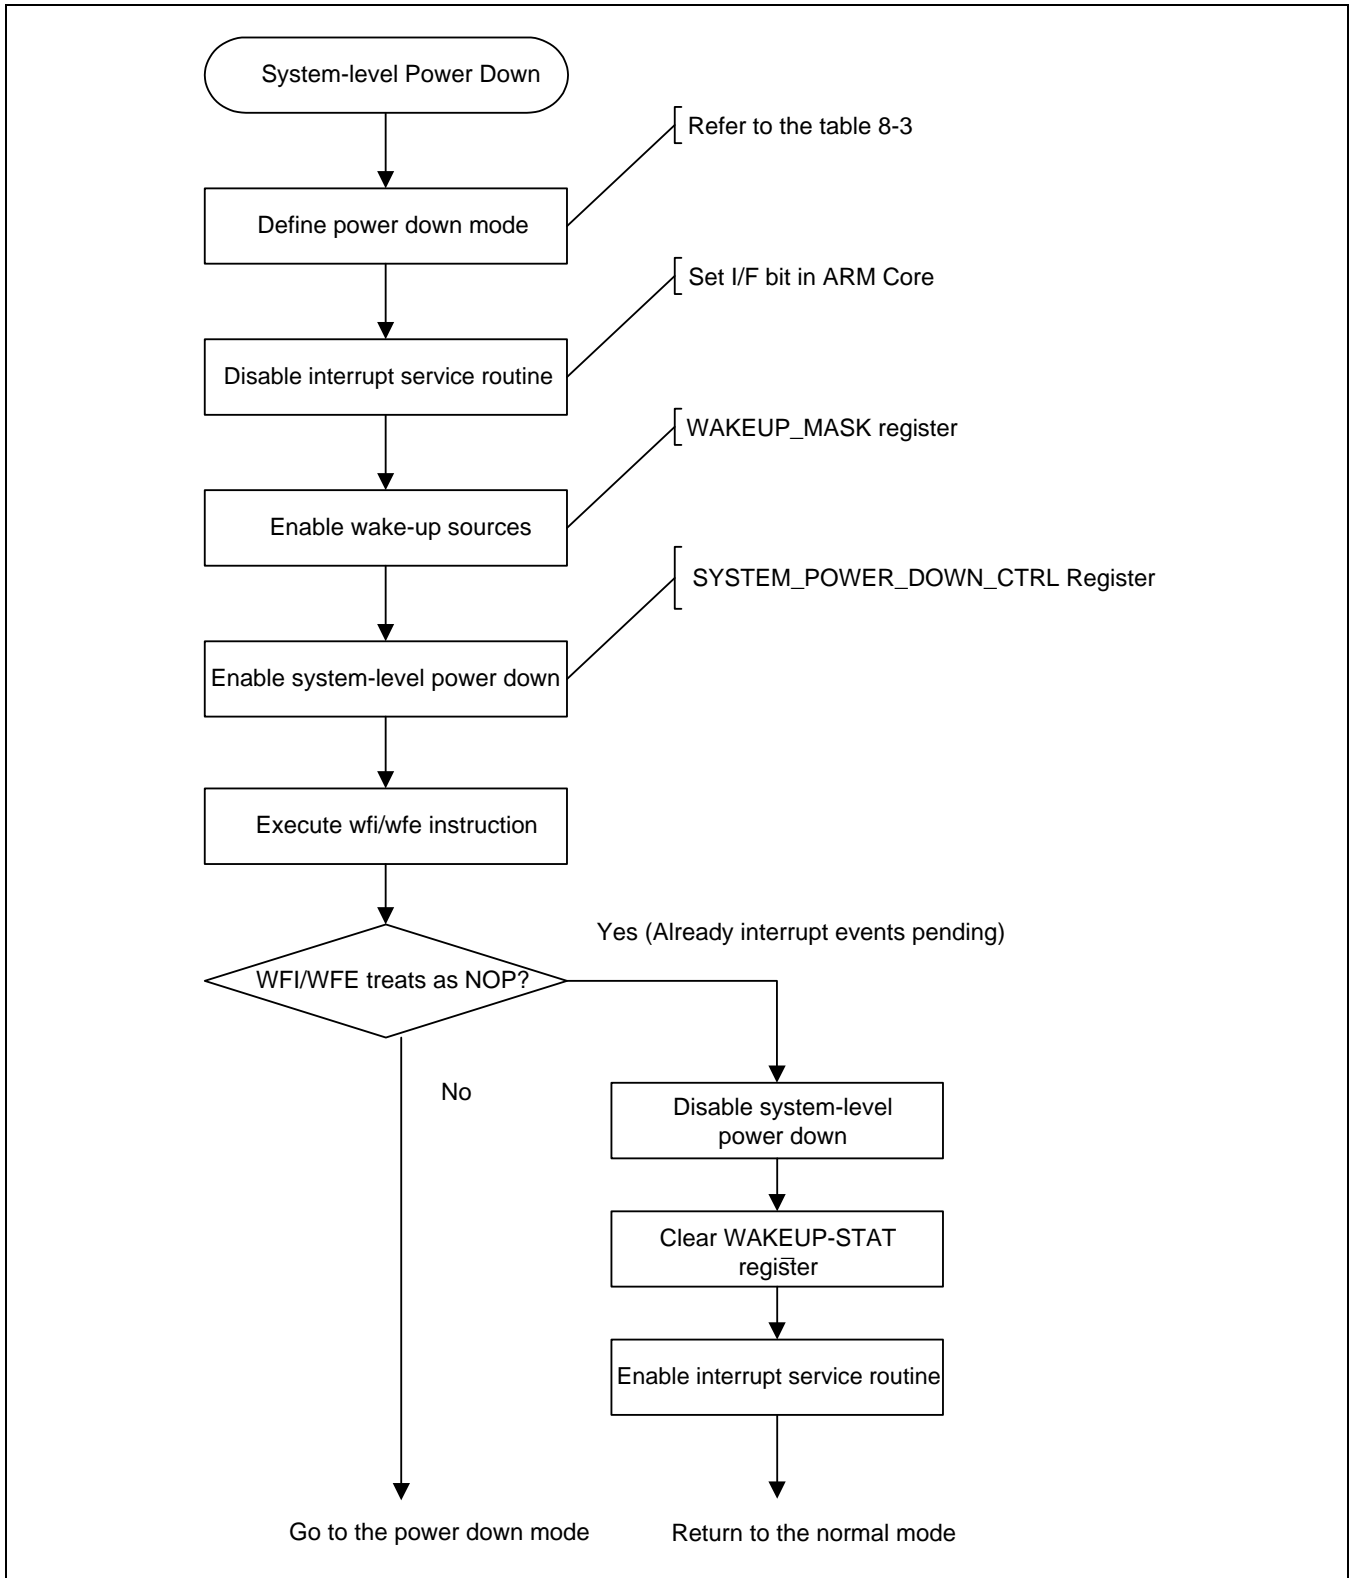 System-level Power Down
Refer to the table 8-3
Define power down mode
Set I/F bit in ARM Core
Disable interrupt service routine
WAKEUP_MASK register
Enable wake-up sources
SYSTEM_POWER_DOWN_CTRL Register
Enable system-level power down
Execute wfi/wfe instruction
Yes (Already interrupt events pending)
WFI/WFE treats as NOP?
No
Disable system-level
power down
Clear WAKEUP-STAT
register
Enable interrupt service routine
Go to the power down mode
Return to the normal mode